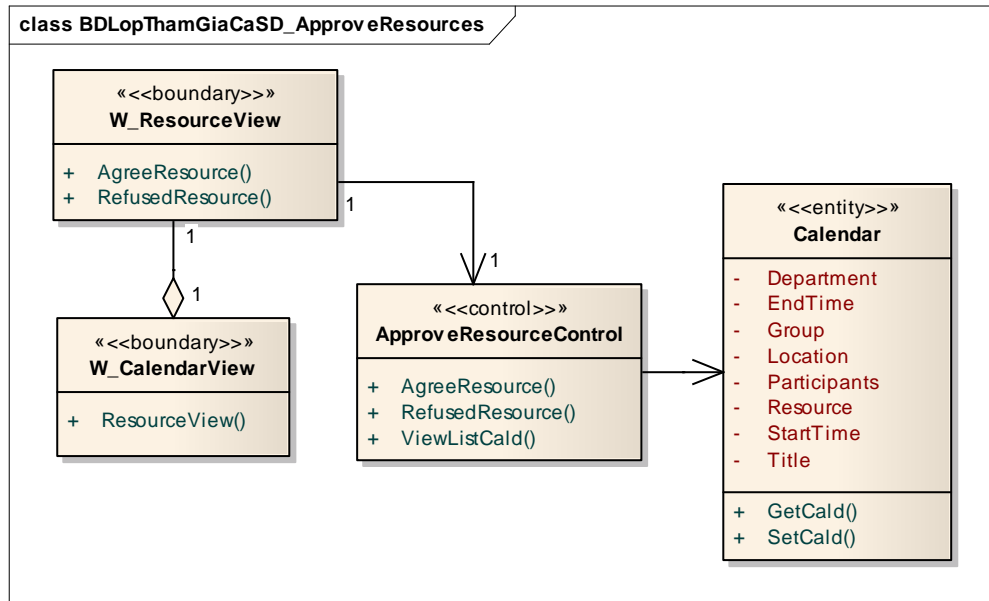 class BDLopThamGiaCaSD_ApproveResources
«<<boundary>>»
W_ResourceView
+ AgreeResource()
+ RefusedResource()
1
1
1
1
«<<boundary>>»
W_CalendarView
+ ResourceView()
«<<control>>»
ApproveResourceControl
+ AgreeResource()
+ RefusedResource()
+ ViewListCald()
«<<entity>>»
Calendar
- Department
- EndTime
- Group
- Location
- Participants
- Resource
- StartTime
- Title
+ GetCald()
+ SetCald()